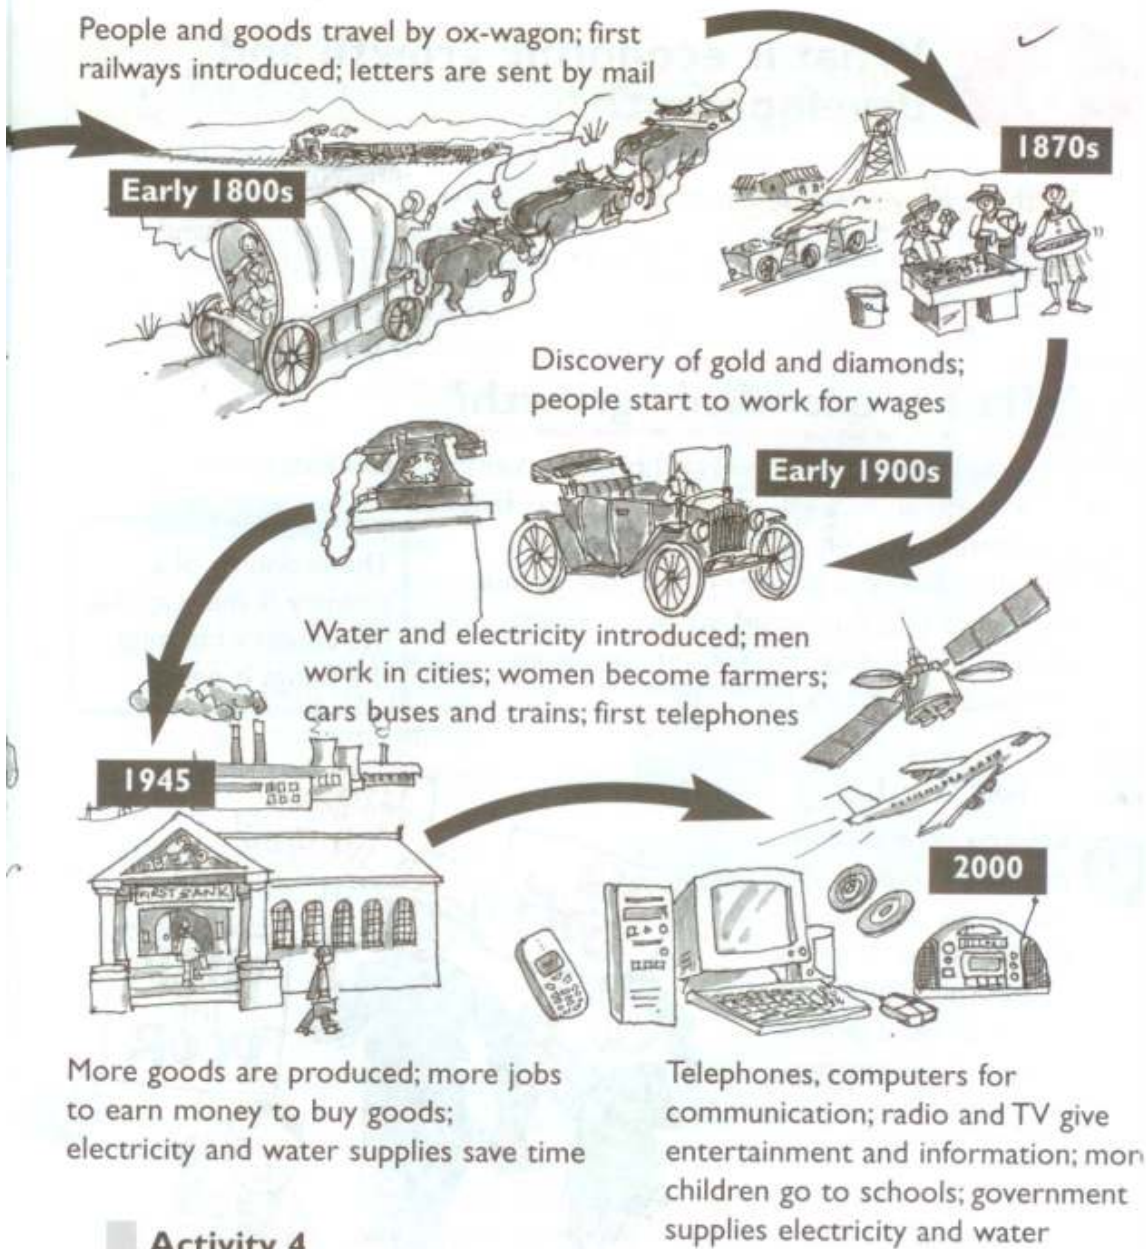 People and goods travel by ox-wagon; first
railways introduced; letters are sent by mail
Early 1800s
1870s
Discovery of gold and diamonds;
people start to work for wages
Early 1900s
Water and electricity introduced; men
work in cities; women become farmers;
cars buses and trains; first telephones
1945
FIRST BANK
More goods are produced; more jobs
to earn money to buy goods;
electricity and water supplies save time
2000
Telephones, computers for
communication; radio and TV give
entertainment and information; mor
children go to schools; government
supplies electricity and water
Activity 4